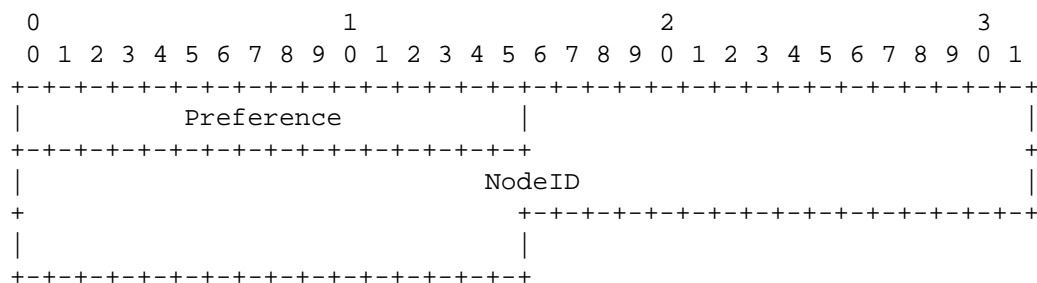 0                   1                   2                   3
 0 1 2 3 4 5 6 7 8 9 0 1 2 3 4 5 6 7 8 9 0 1 2 3 4 5 6 7 8 9 0 1
+-+-+-+-+-+-+-+-+-+-+-+-+-+-+-+-+-+-+-+-+-+-+-+-+-+-+-+-+-+-+-+-+
|          Preference           |                               |
+-+-+-+-+-+-+-+-+-+-+-+-+-+-+-+-+                               +
|                             NodeID                            |
+                               +-+-+-+-+-+-+-+-+-+-+-+-+-+-+-+-+
|                               |
+-+-+-+-+-+-+-+-+-+-+-+-+-+-+-+-+